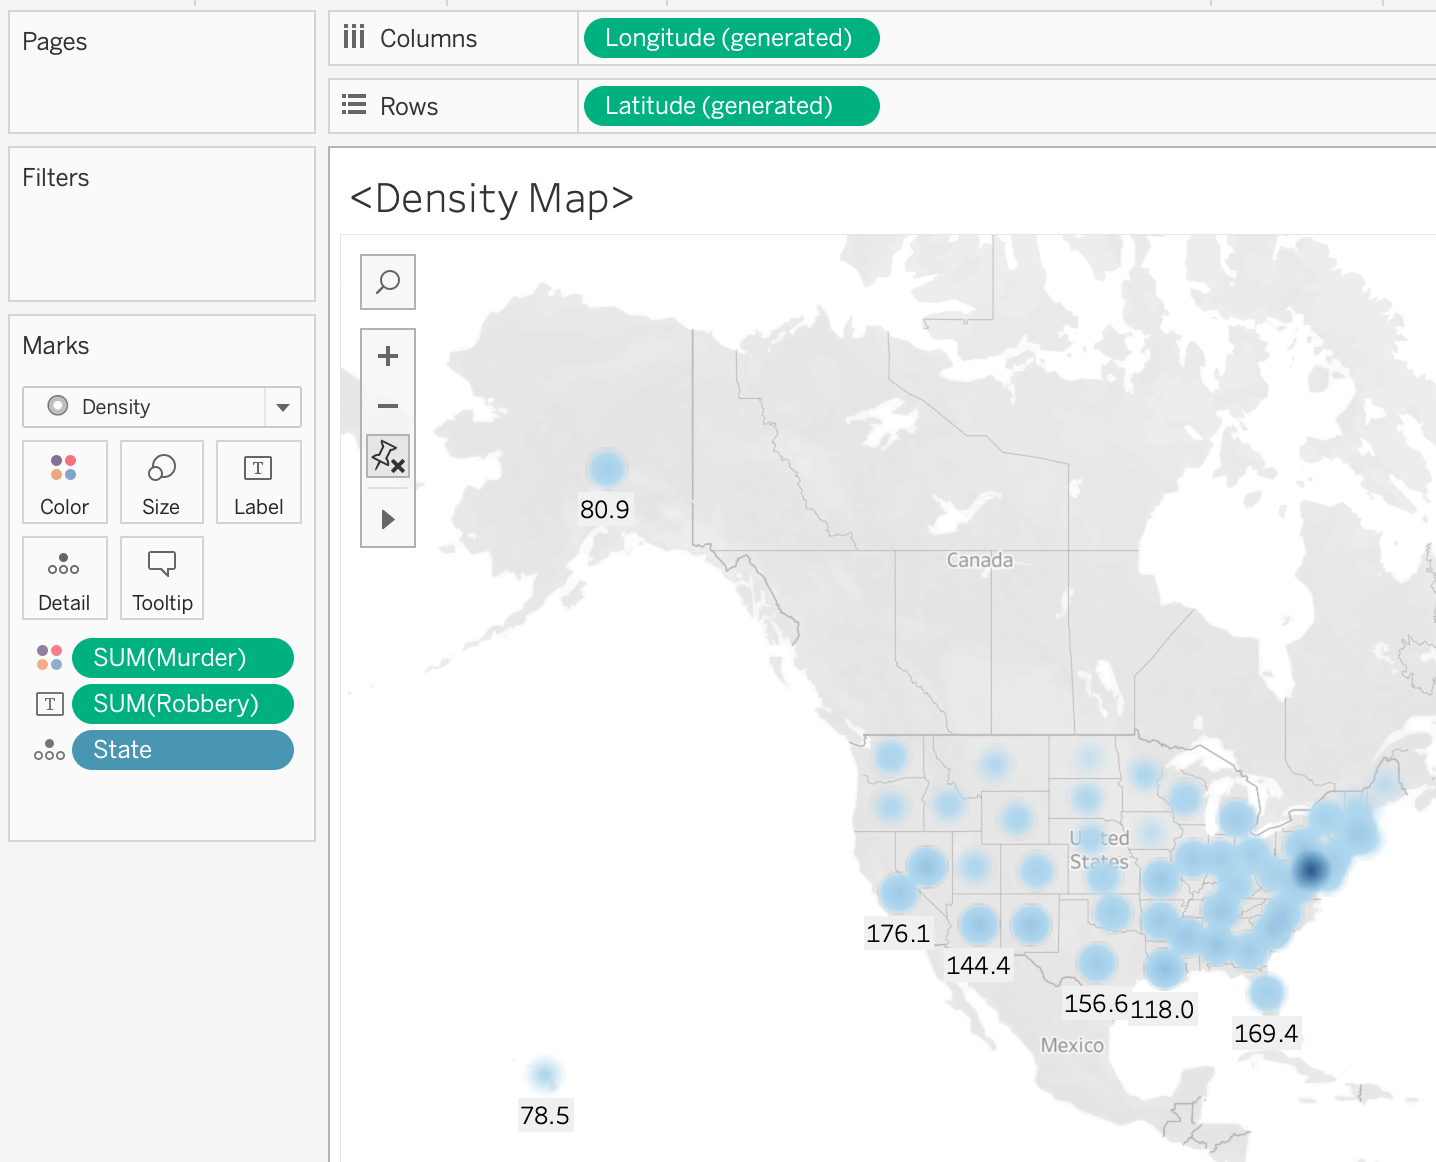 Pages
Columns
Longitude (generated)
Rows
Latitude (generated)
Filters
<Density Map>
Marks
Density
Color
Size
T
Label
Detail
Tooltip
SUM(Murder)
T
SUM(Robbery)
State
80.9
Canada
United
States
176.1
144.4
156.6
118.0
169.4
Mexico
78.5